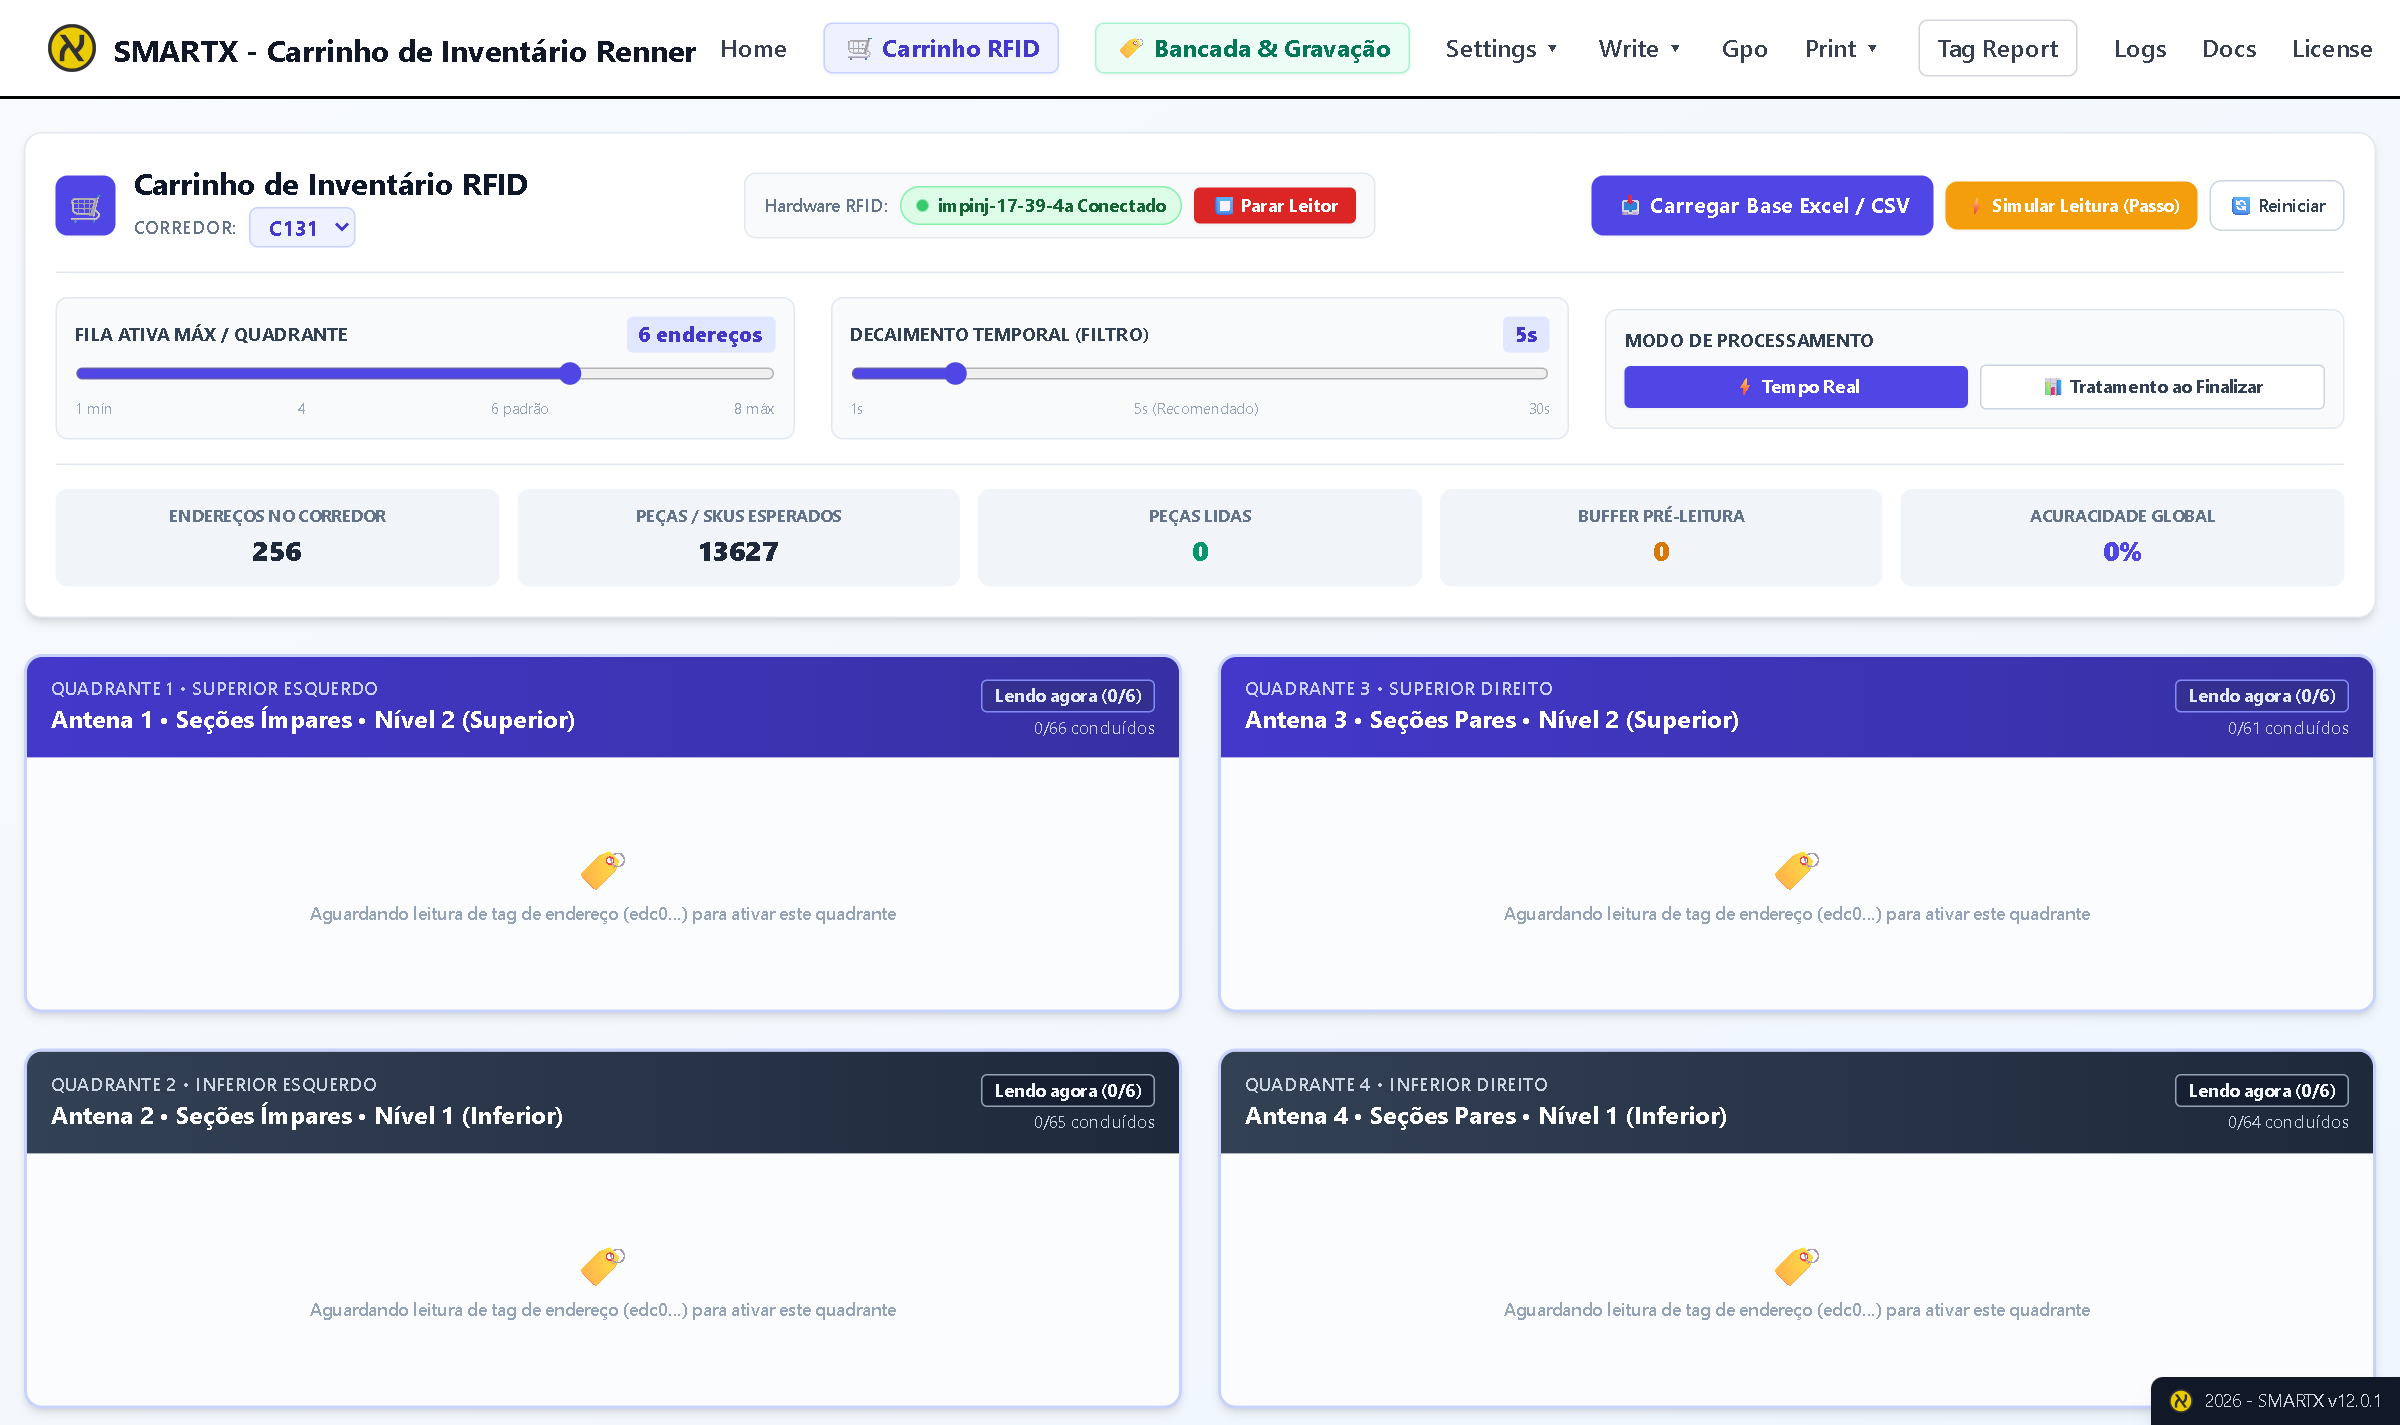 SMARTX - Carrinho de Inventário Renner
Home
Carrinho RFID
Bancada & Gravação
Settings ▼
Write ▼
Gpo
Print ▼
Tag Report
Logs
Docs
License
Carrinho de Inventário RFID
CORREDOR: C131
Hardware RFID:
impinj-17-39-4a Conectado
Parar Leitor
Carregar Base Excel / CSV
Simular Leitura (Passo)
Reiniciar
FILA ATIVA MÁX / QUADRANTE
6 endereços
1 mín
4
6 padrão
8 máx
DECAIMENTO TEMPORAL (FILTRO)
5s
1s
5s (Recomendado)
30s
MODO DE PROCESSAMENTO
Tempo Real
Tratamento ao Finalizar
ENDEREÇOS NO CORREDOR
256
PEÇAS / SKUS ESPERADOS
13627
PEÇAS LIDAS
0
BUFFER PRÉ-LEITURA
0
ACURACIDADE GLOBAL
0%
QUADRANTE 1 • SUPERIOR ESQUERDO
Antena 1 • Seções Ímpares • Nível 2 (Superior)
Lendo agora (0/6)
0/66 concluídos
Aguardando leitura de tag de endereço (edc0...) para ativar este quadrante
QUADRANTE 3 • SUPERIOR DIREITO
Antena 3 • Seções Pares • Nível 2 (Superior)
Lendo agora (0/6)
0/61 concluídos
Aguardando leitura de tag de endereço (edc0...) para ativar este quadrante
QUADRANTE 2 • INFERIOR ESQUERDO
Antena 2 • Seções Ímpares • Nível 1 (Inferior)
Lendo agora (0/6)
0/65 concluídos
Aguardando leitura de tag de endereço (edc0...) para ativar este quadrante
QUADRANTE 4 • INFERIOR DIREITO
Antena 4 • Seções Pares • Nível 1 (Inferior)
Lendo agora (0/6)
0/64 concluídos
Aguardando leitura de tag de endereço (edc0...) para ativar este quadrante
2026 - SMARTX v12.0.1